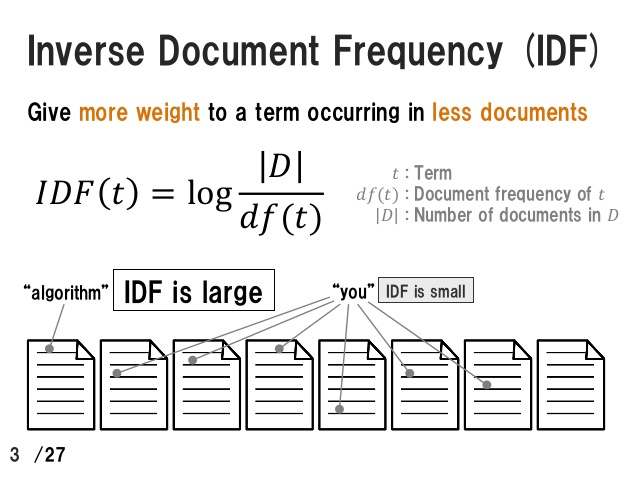 Inverse Document Frequency (IDF)
Give more weight to a term occurring in less documents
IDF(t) = log |D| / df(t)
t : Term
df(t) : Document frequency of t
|D| : Number of documents in D
“algorithm” IDF is large “you” IDF is small
3 /27